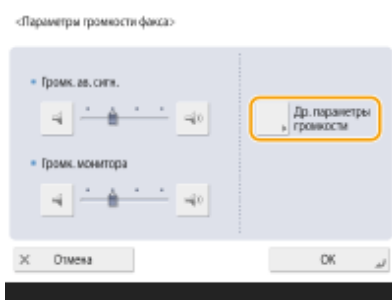 <Параметры громкости факса>
Громк. ав. сигн.
Др. параметры
громкости
Громк. монитора
Отмена
OK